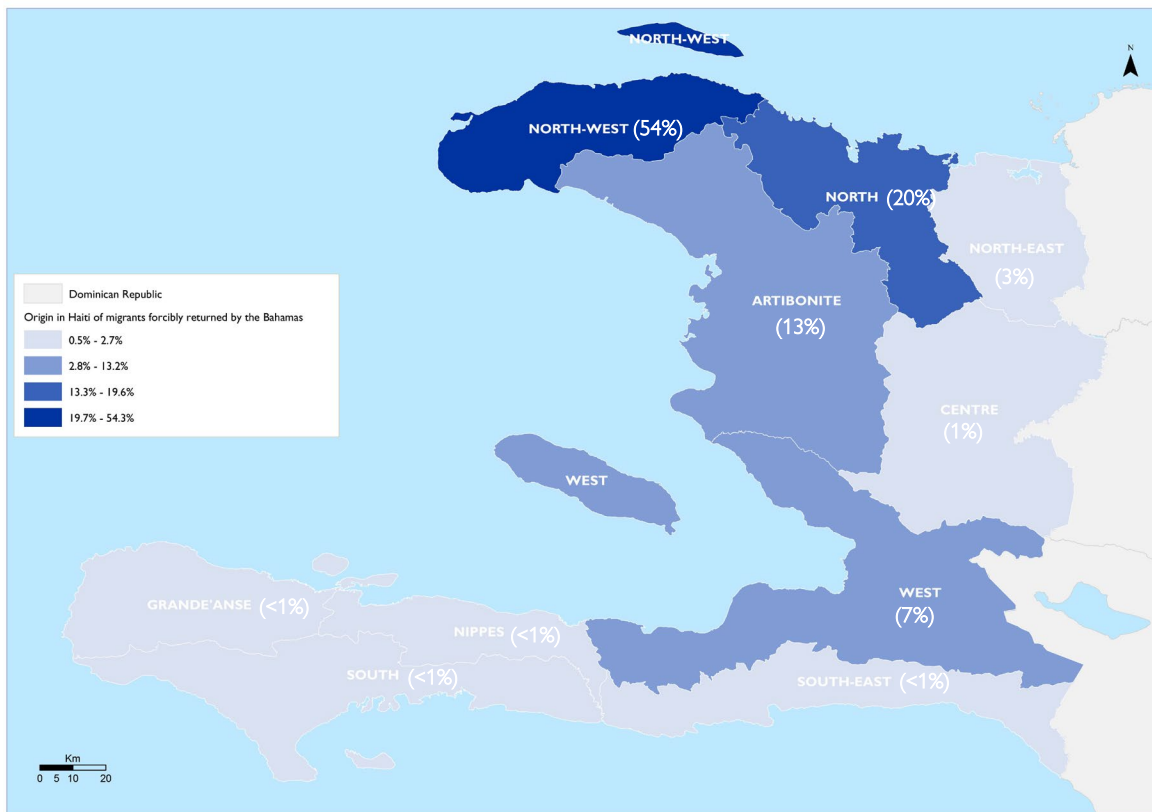 NORTH-WEST
N
NORTH-WEST (54%)
NORTH (20%)
NORTH-EAST
(3%)
Dominican Republic
Origin in Haiti of migrants forcibly returned by the Bahamas
0.5% - 2.7%
2.8% - 13.2%
13.3% - 19.6%
19.7% - 54.3%
ARTIBONITE
(13%)
CENTRE
(1%)
WEST
WEST
(7%)
GRANDE'ANSE (<1%)
NIPPES (<1%)
SOUTH (<1%)
SOUTH-EAST (<1%)
Km
0 5 10 20